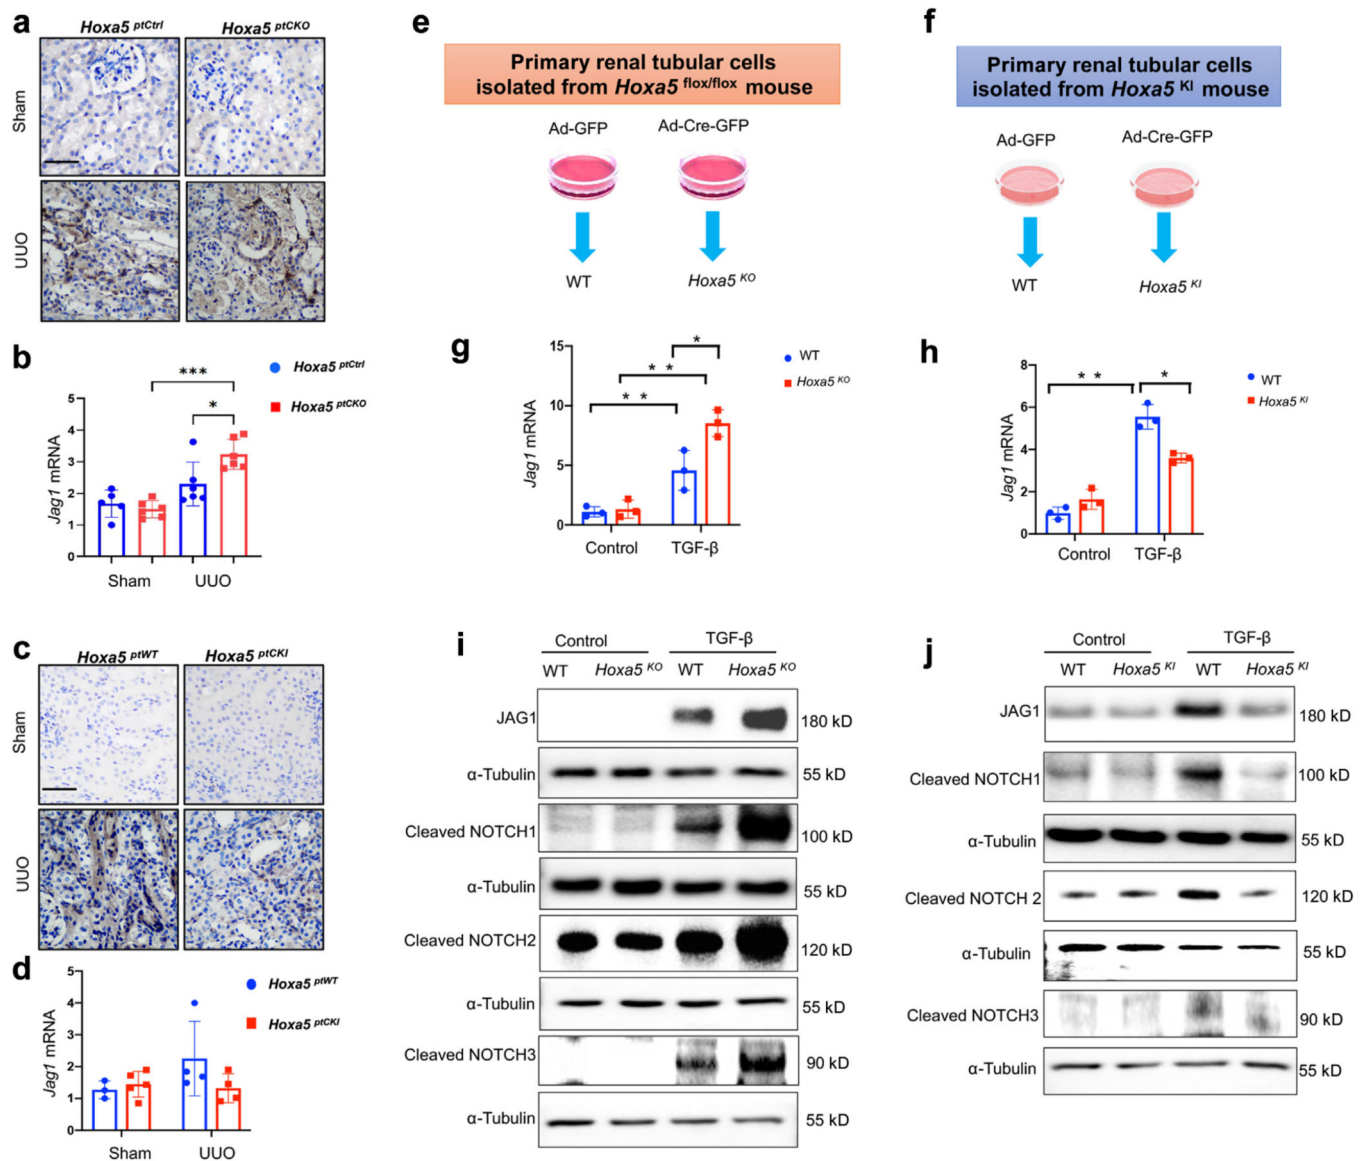 a
Hoxa5 ptCtrl
Hoxa5 ptCKO
Sham
UUO
b
***
*
Hoxa5 ptCtrl
Hoxa5 ptCKO
Jag1 mRNA
5
4
3
2
1
0
Sham
UUO
c
Hoxa5 ptWT
Hoxa5 ptCKI
Sham
UUO
d
Hoxa5 ptWT
Hoxa5 ptCKI
Jag1 mRNA
5
4
3
2
1
0
Sham
UUO
e
Primary renal tubular cells
isolated from Hoxa5 flox/flox mouse
Ad-GFP
Ad-Cre-GFP
WT
Hoxa5 KO
f
Primary renal tubular cells
isolated from Hoxa5 KI mouse
Ad-GFP
Ad-Cre-GFP
WT
Hoxa5 KI
g
*
* *
* *
WT
Hoxa5 KO
Jag1 mRNA
15
10
5
0
Control
TGF-β
h
* *
*
WT
Hoxa5 KI
Jag1 mRNA
8
6
4
2
0
Control
TGF-β
i
Control
TGF-β
WT
Hoxa5 KO
WT
Hoxa5 KO
JAG1
180 kD
α-Tubulin
55 kD
Cleaved NOTCH1
100 kD
α-Tubulin
55 kD
Cleaved NOTCH2
120 kD
α-Tubulin
55 kD
Cleaved NOTCH3
90 kD
α-Tubulin
55 kD
j
Control
TGF-β
WT
Hoxa5 KI
WT
Hoxa5 KI
JAG1
180 kD
Cleaved NOTCH1
100 kD
α-Tubulin
55 kD
Cleaved NOTCH 2
120 kD
α-Tubulin
55 kD
Cleaved NOTCH3
90 kD
α-Tubulin
55 kD